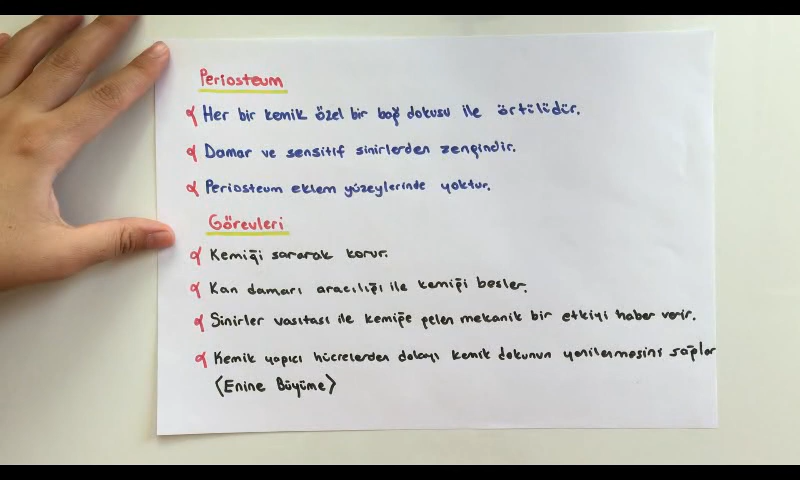 Periosteum
Her bir kemik özel bir bağ dokusu ile örtülüdür.
Damar ve sensitif sinirlerden zengindir.
Periosteum eklem yüzeylerinde yoktur.
Görevleri
Kemiği sararak korur.
Kan damarı aracılığı ile kemiği besler.
Sinirler vasıtası ile kemiğe gelen mekanik bir etkiyi haber verir.
Kemik yapıcı hücrelerden dolayı kemik dokunun yenilenmesini sağlar
(Enine Büyüme)